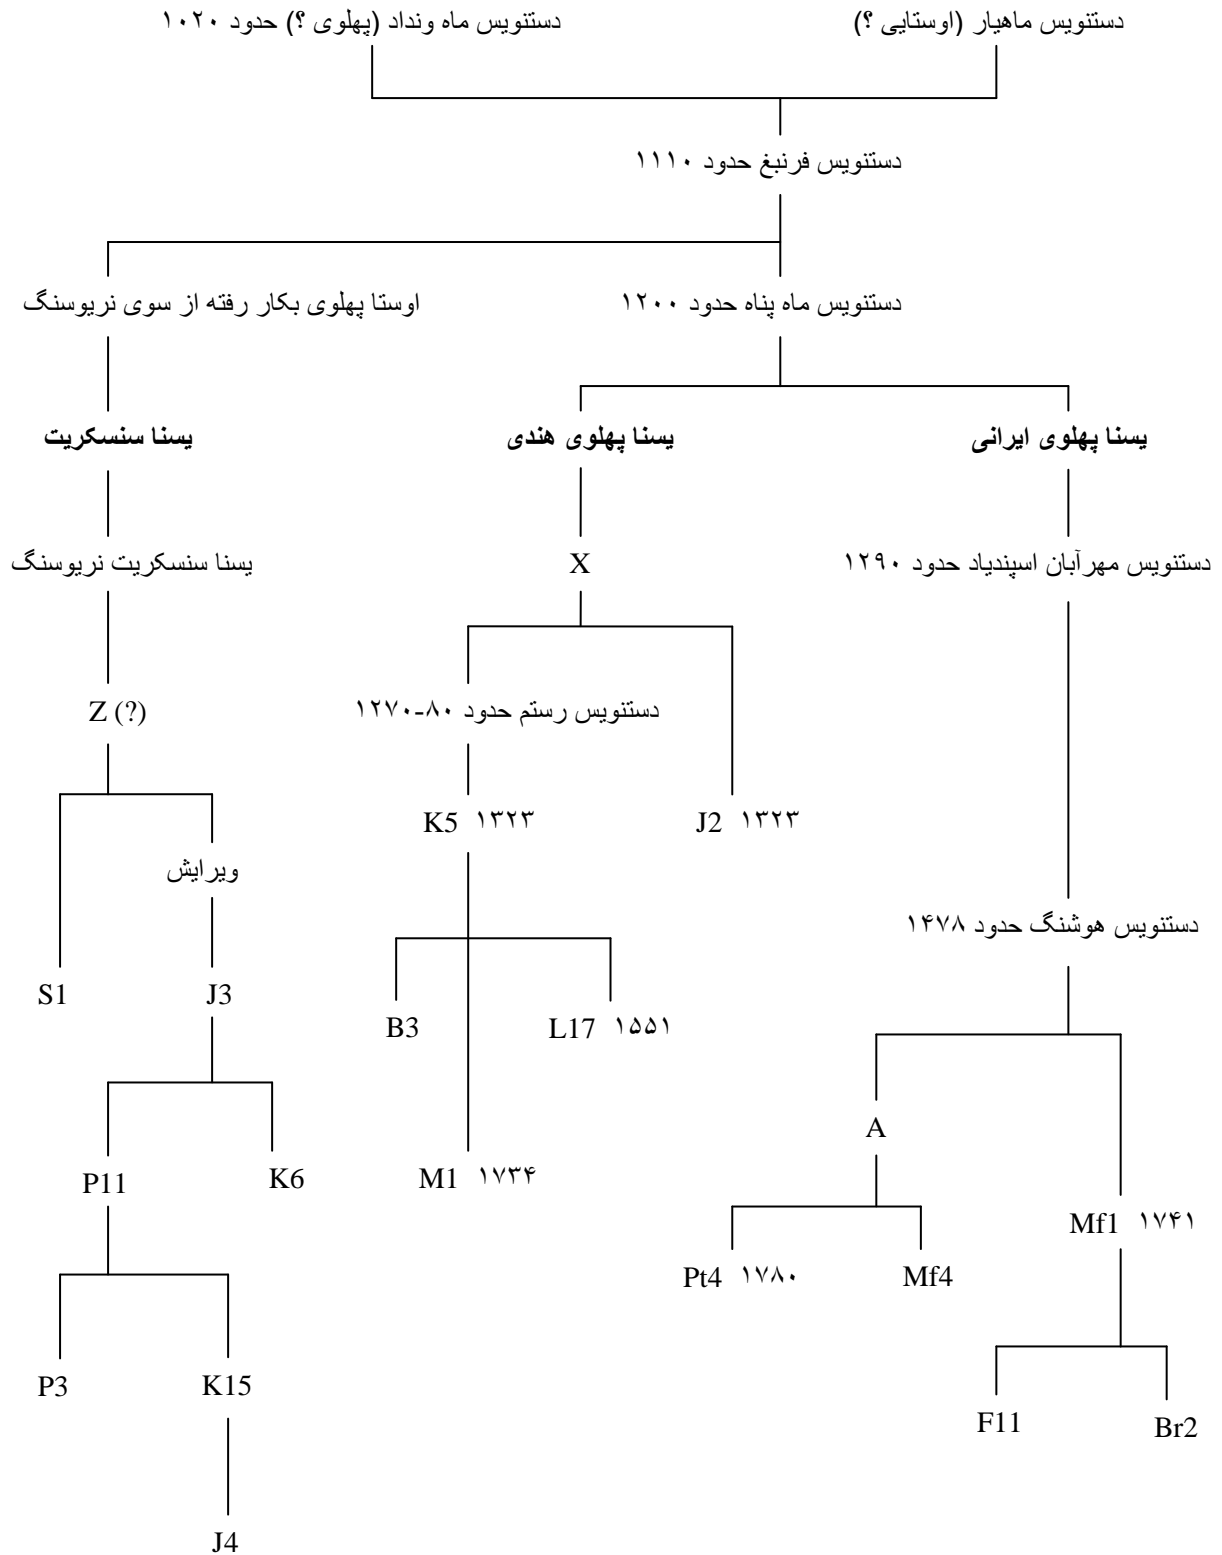 دستنویس ماهیار (اوستایی ؟)
دستنویس ماه ونداد (پهلوی ؟) حدود ۱۰۲۰
دستنویس فرنبغ حدود ۱۱۱۰
دستنویس ماه پناه حدود ۱۲۰۰
اوستا پهلوی بکار رفته از سوی نریوسنگ
یسنا پهلوی ایرانی
یسنا پهلوی هندی
یسنا سنسکریت
دستنویس مهرآبان اسپندیاد حدود ۱۲۹۰
X
یسنا سنسکریت نریوسنگ
دستنویس رستم حدود ۸۰-۱۲۷۰
Z (?)
J2 ۱۳۲۳
K5 ۱۳۲۳
ویرایش
دستنویس هوشنگ حدود ۱۴۷۸
J3
S1
L17 ۱۵۵۱
B3
A
K6
P11
M1 ۱۷۳۴
Mf1 ۱۷۴۱
Mf4
Pt4 ۱۷۸۰
K15
P3
Br2
F11
J4